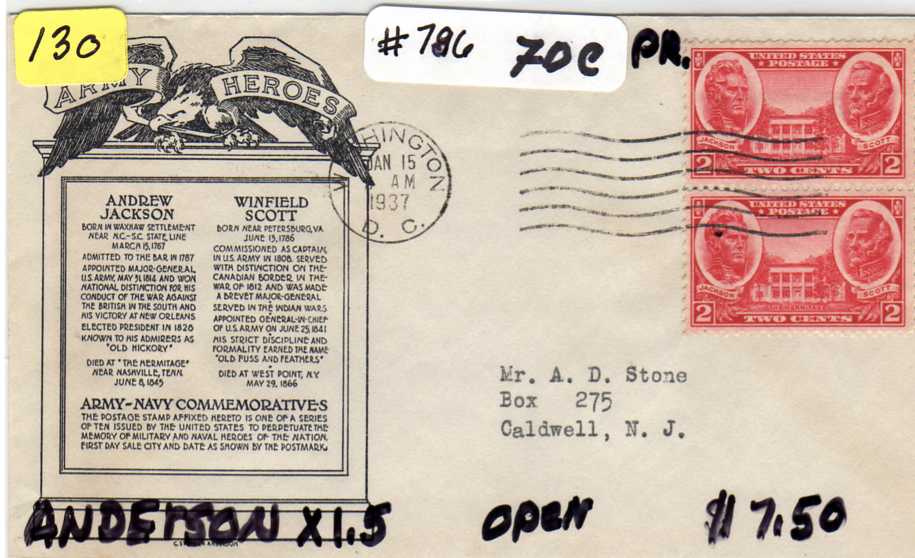 130
#786 70c PR.
ARMY HEROES
ANDREW JACKSON
BORN IN WAXHAW SETTLEMENT
NEAR N.C.-S.C. STATE LINE
MARCH 15, 1767
ADMITTED TO THE BAR IN 1787
APPOINTED MAJOR-GENERAL,
U.S. ARMY, MAY 31, 1814 AND WON
NATIONAL DISTINCTION FOR HIS
CONDUCT OF THE WAR AGAINST
THE BRITISH IN THE SOUTH AND
HIS VICTORY AT NEW ORLEANS
ELECTED PRESIDENT IN 1828
KNOWN TO HIS ADMIRERS AS
"OLD HICKORY"
DIED AT "THE HERMITAGE"
NEAR NASHVILLE, TENN.
JUNE 8, 1845
WINFIELD SCOTT
BORN NEAR PETERSBURG, VA.
JUNE 13, 1786
COMMISSIONED AS CAPTAIN,
IN U.S. ARMY IN 1808. SERVED
WITH DISTINCTION ON THE
CANADIAN BORDER IN THE
WAR OF 1812 AND WAS MADE
A BREVET MAJOR-GENERAL
SERVED IN THE INDIAN WARS
APPOINTED GENERAL-IN-CHIEF
OF U.S. ARMY ON JUNE 25, 1841
HIS STRICT DISCIPLINE AND
FORMALITY EARNED THE NAME
"OLD FUSS AND FEATHERS"
DIED AT WEST POINT, N.Y.
MAY 29, 1866
ARMY-NAVY COMMEMORATIVES
THE POSTAGE STAMP AFFIXED HERETO IS ONE OF A SERIES
OF TEN ISSUED BY THE UNITED STATES TO PERPETUATE THE
MEMORY OF MILITARY AND NAVAL HEROES OF THE NATION.
FIRST DAY SALE CITY AND DATE AS SHOWN BY THE POSTMARK.
WASHINGTON
JAN 15
AM
1937
D. C.
UNITED STATES
POSTAGE
JACKSON SCOTT
2 TWO CENTS 2
UNITED STATES
POSTAGE
JACKSON SCOTT
2 TWO CENTS 2
Mr. A. D. Stone
Box 275
Caldwell, N. J.
ANDERSON X1.5 OPEN $7.50